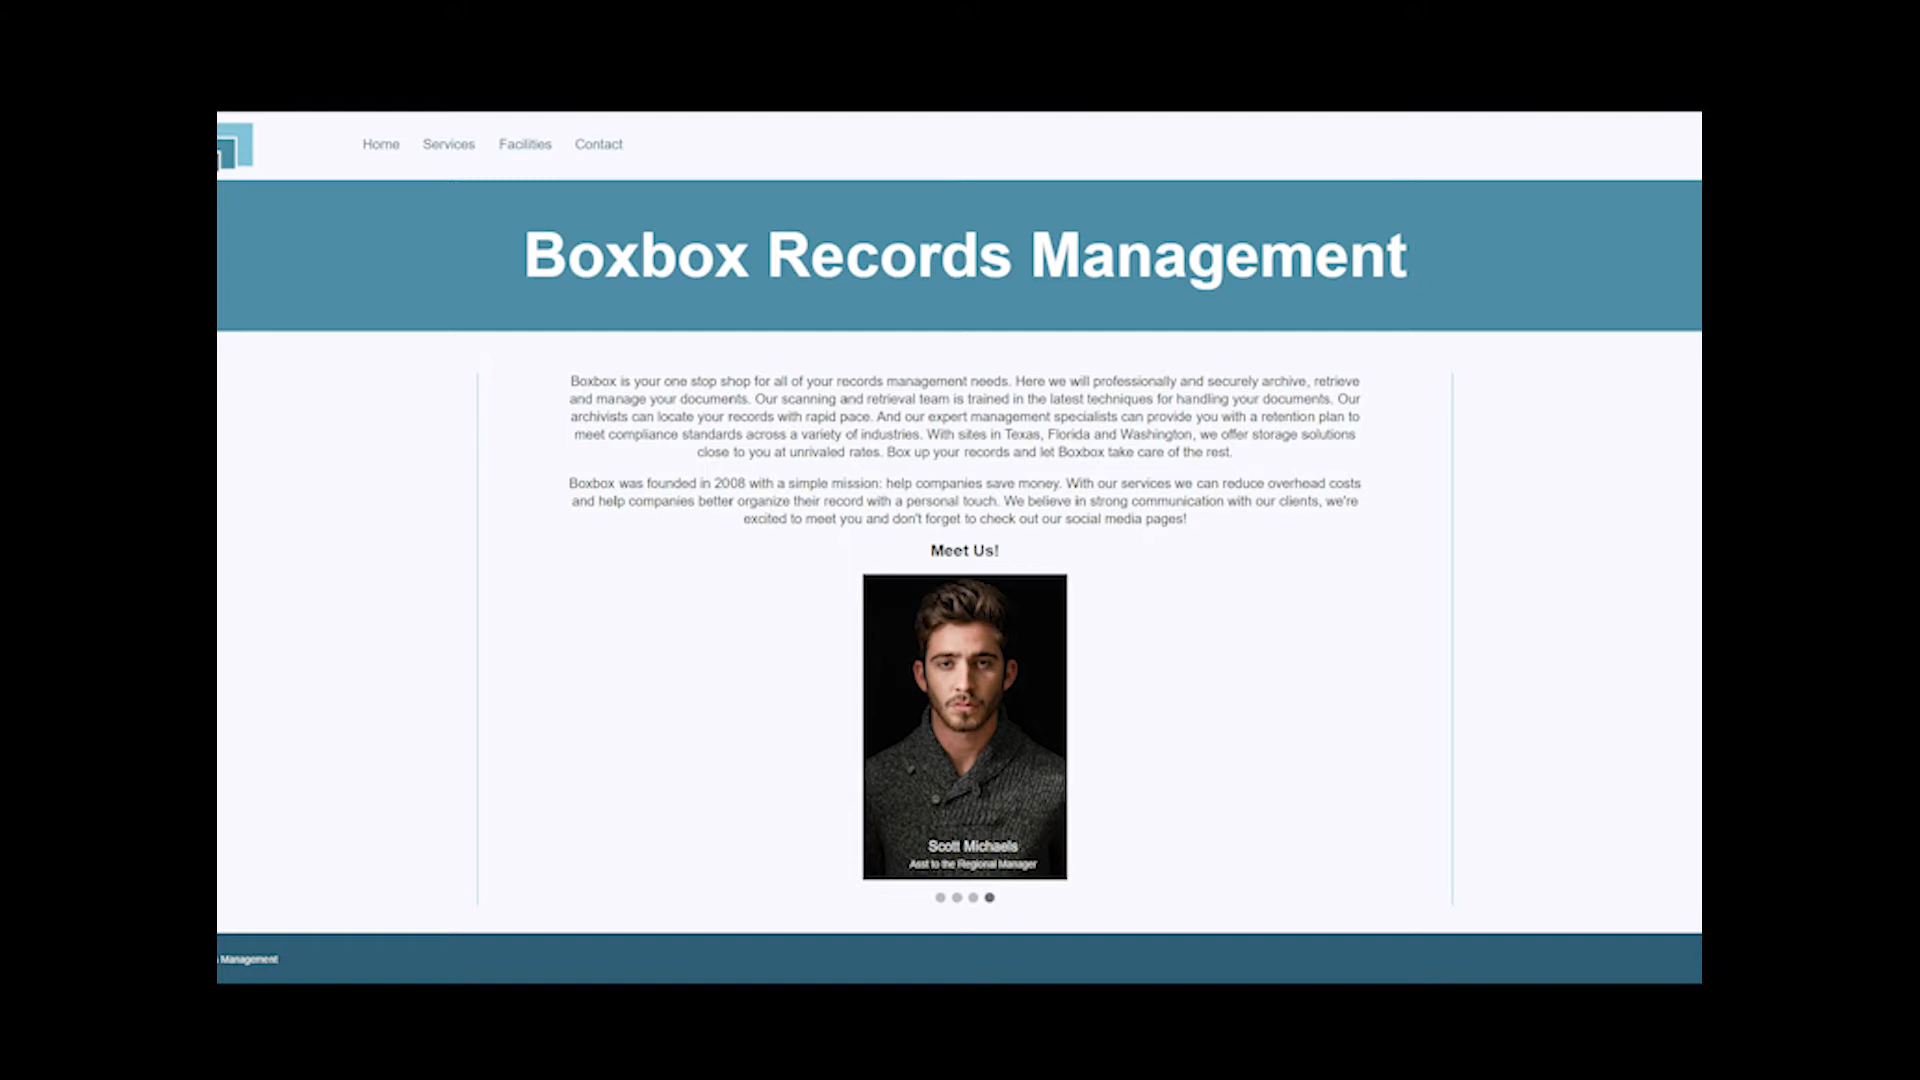 Home Services Facilities Contact
Boxbox Records Management
Boxbox is your one stop shop for all of your records management needs. Here we will professionally and securely archive, retrieve
and manage your documents. Our scanning and retrieval team is trained in the latest techniques for handling your documents. Our
archivists can locate your records with rapid pace. And our expert management specialists can provide you with a retention plan to
meet compliance standards across a variety of industries. With sites in Texas, Florida and Washington, we offer storage solutions
close to you at unrivaled rates. Box up your records and let Boxbox take care of the rest.
Boxbox was founded in 2008 with a simple mission: help companies save money. With our services we can reduce overhead costs
and help companies better organize their record with a personal touch. We believe in strong communication with our clients, we're
excited to meet you and don't forget to check out our social media pages!
Meet Us!
Scott Michaels
Asst to the Regional Manager
Management